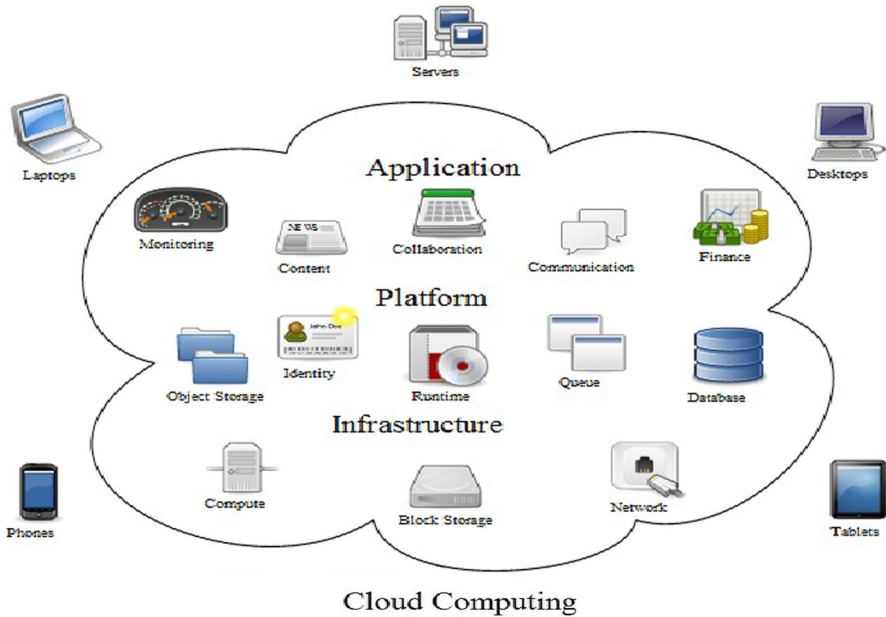 Servers
Laptops
Desktops
Application
Monitoring
NEWS
Content
Collaboration
Communication
Finance
Platform
John Doe
Object Storage
Identity
Runtime
Queue
Database
Infrastructure
Compute
Block Storage
Network
Phones
Tablets
Cloud Computing